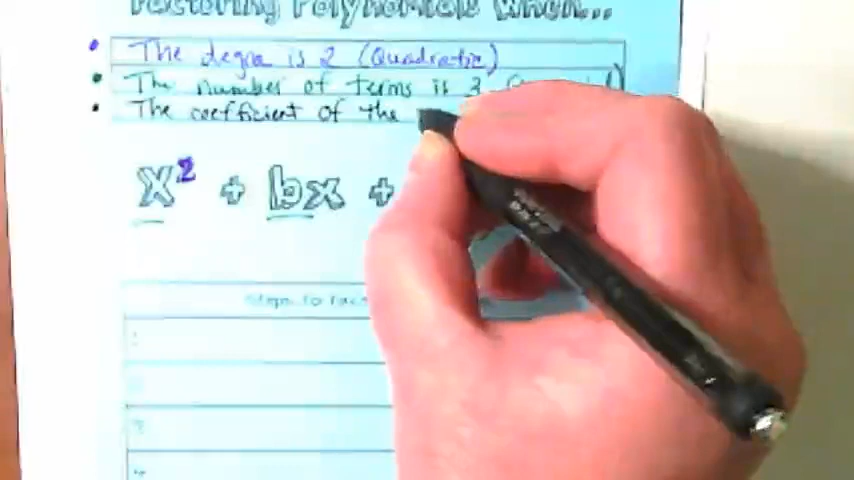 Factoring Polynomials When...
The degree is 2 (Quadratic)
The number of terms is 3
The coefficient of the
x² + bx +
Steps to Fact